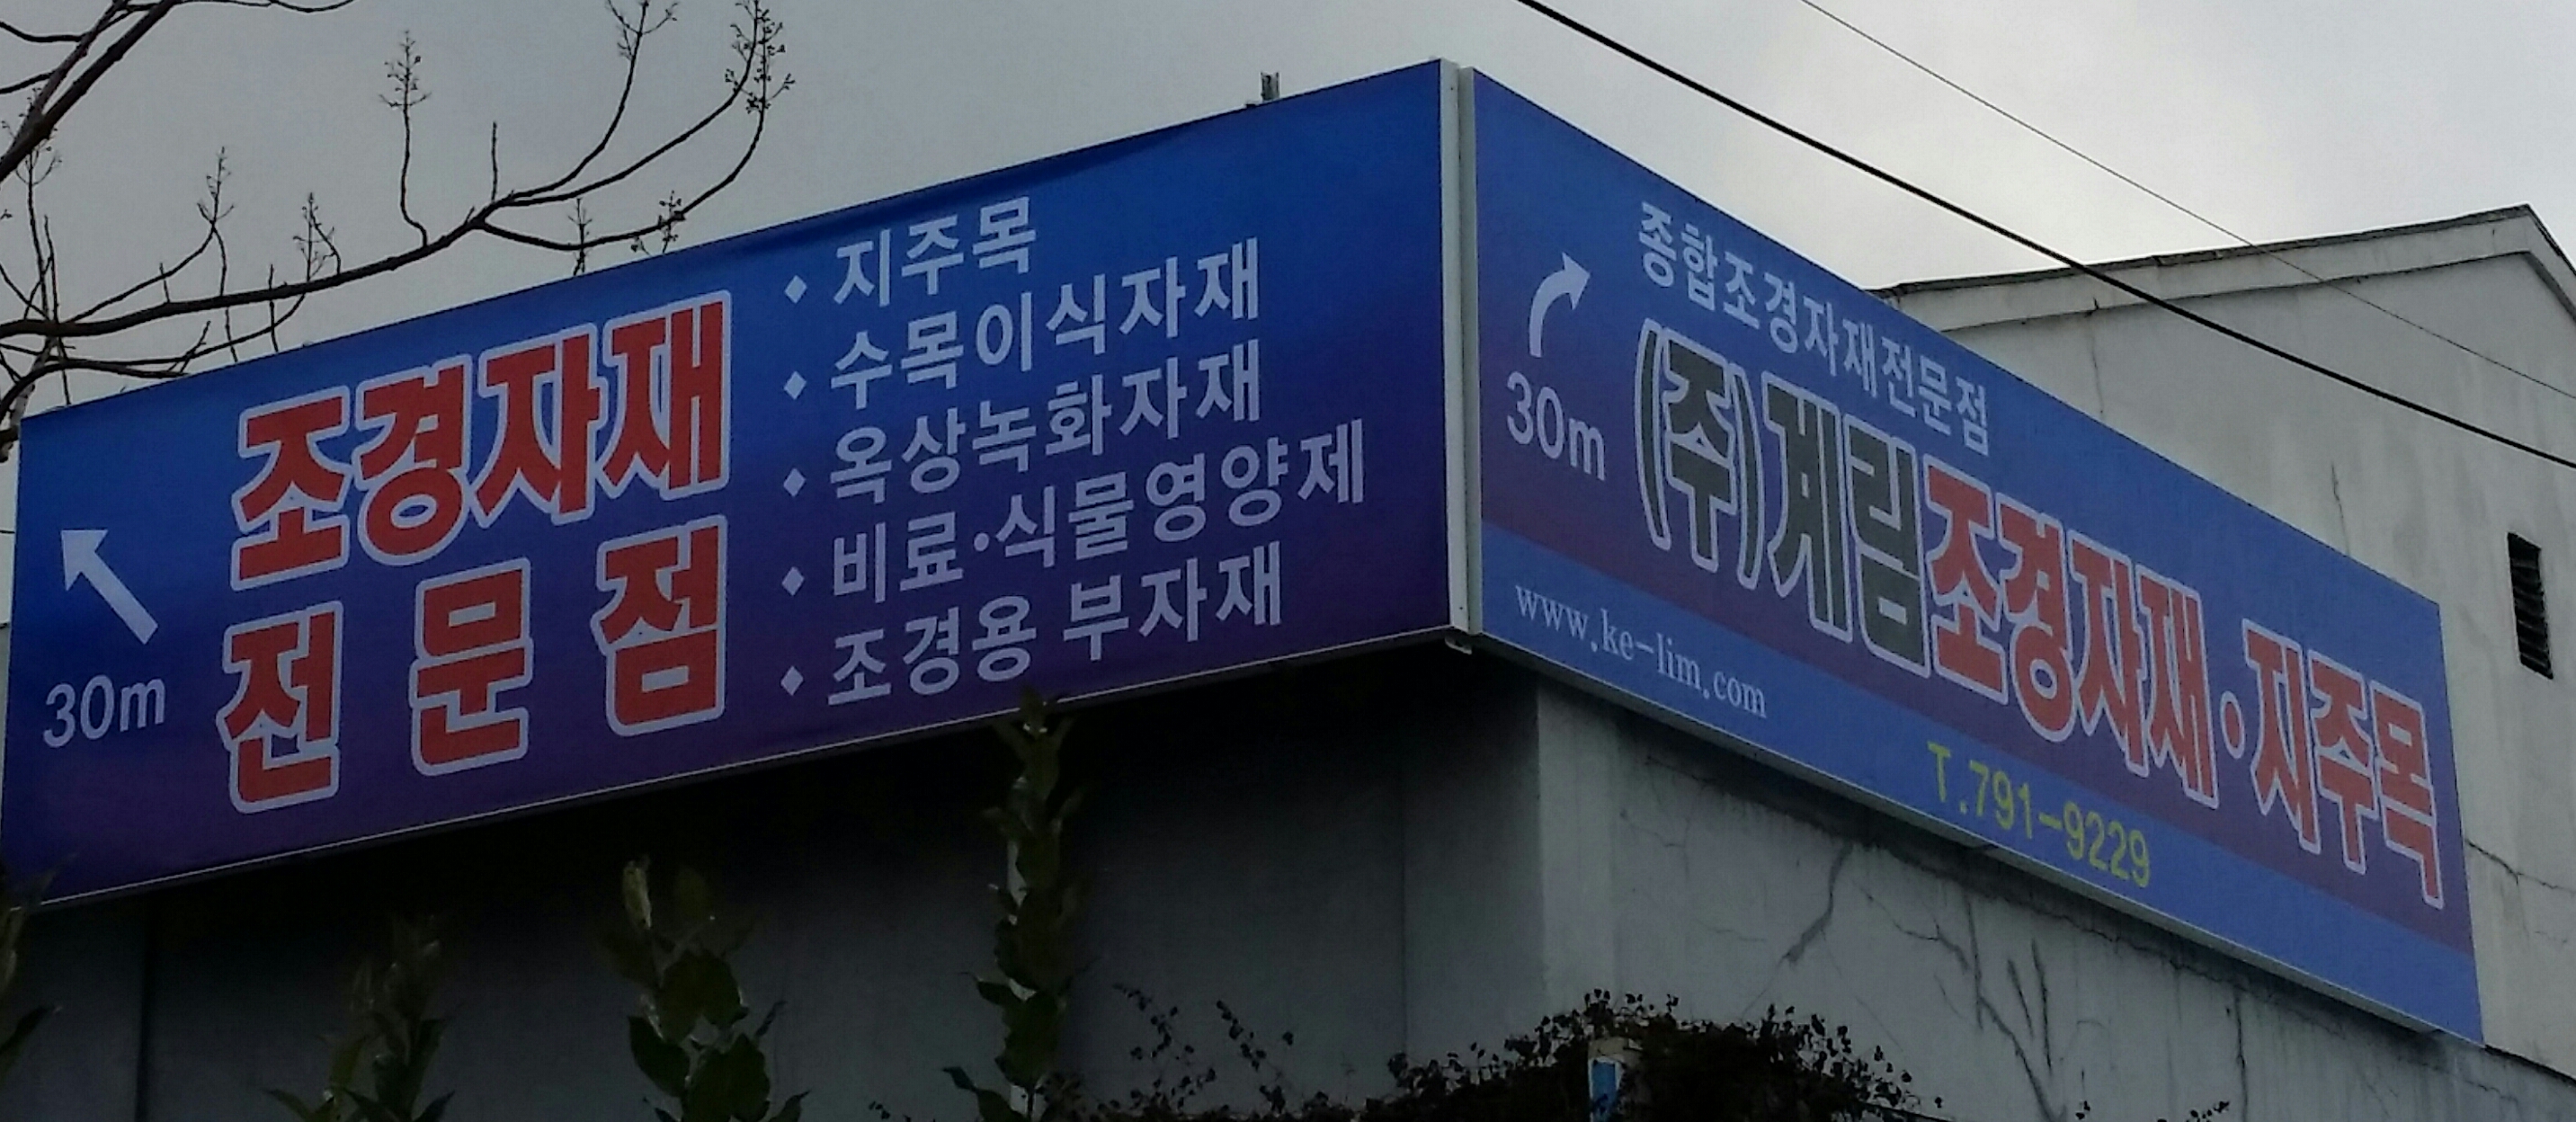 조경자재
전문점
30m
• 지주목
• 수목이식자재
• 옥상녹화자재
• 비료·식물영양제
• 조경용 부자재
종합조경자재전문점
30m
(주)계림조경자재·지주목
www.ke-lim.com
T.791-9229